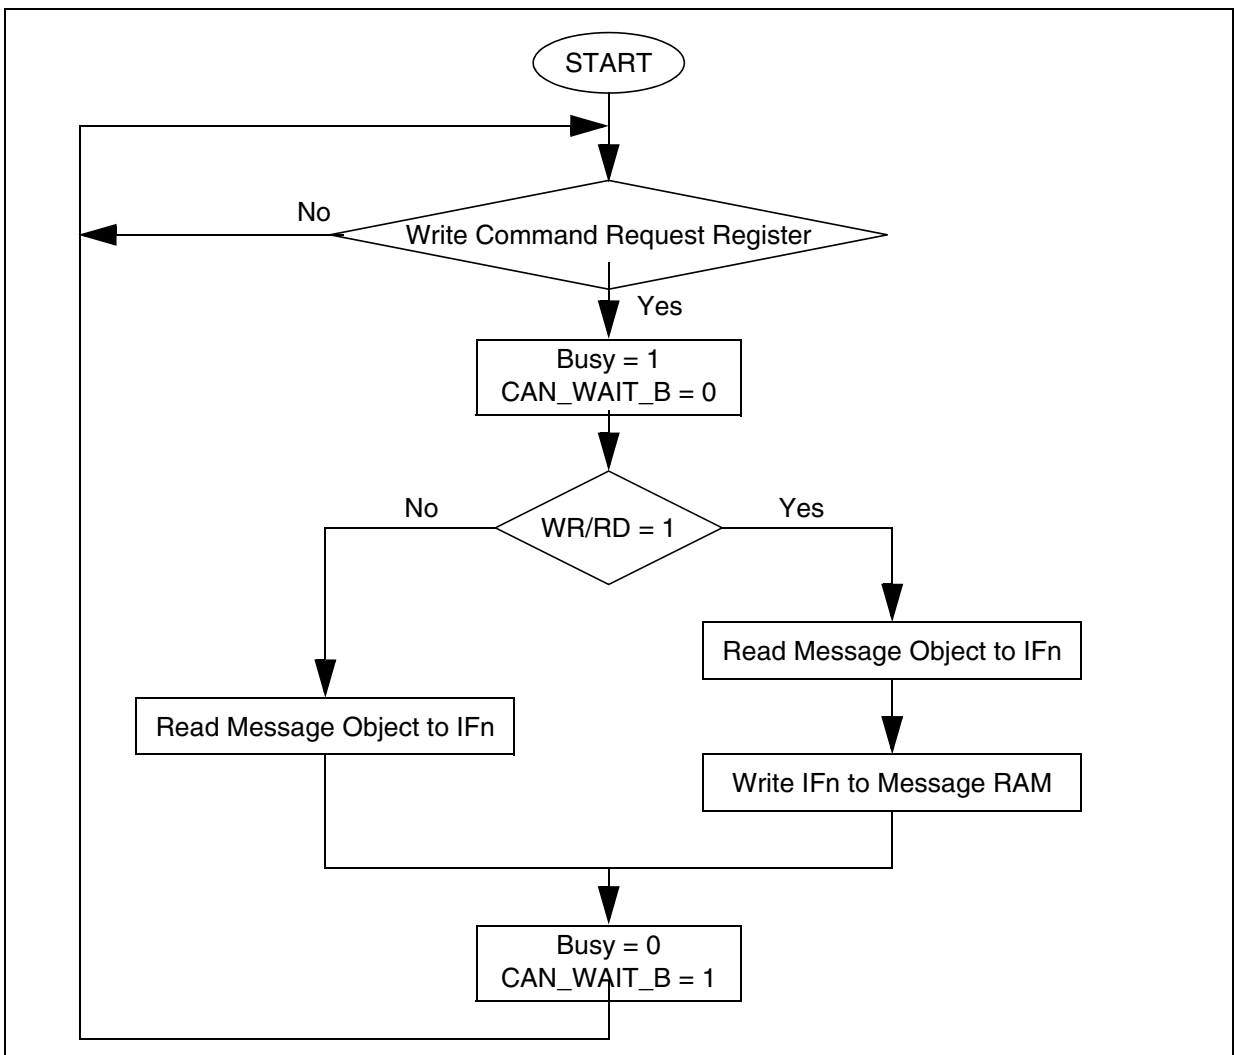 START
No
Write Command Request Register
Yes
Busy = 1
CAN_WAIT_B = 0
No
Yes
WR/RD = 1
Read Message Object to IFn
Read Message Object to IFn
Write IFn to Message RAM
Busy = 0
CAN_WAIT_B = 1